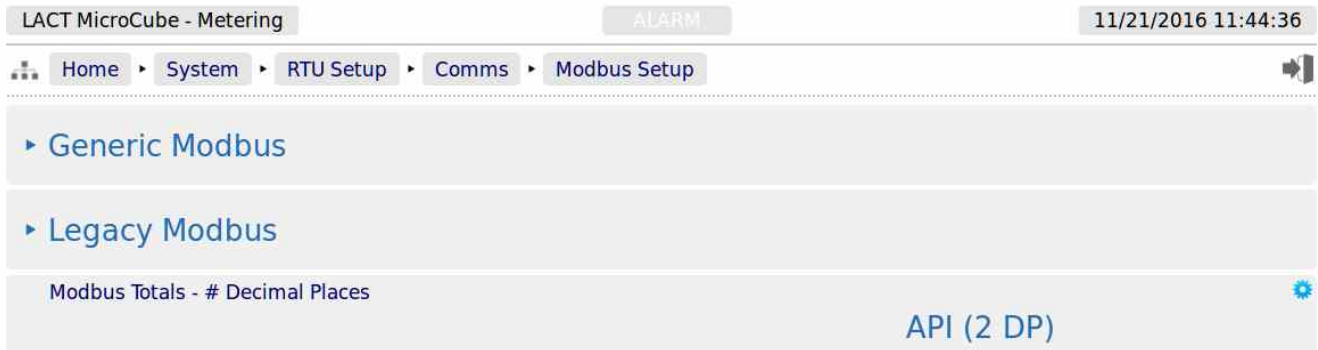 LACT MicroCube - Metering ALARM 11/21/2016 11:44:36
Home System RTU Setup Comms Modbus Setup
Generic Modbus
Legacy Modbus
Modbus Totals - # Decimal Places
API (2 DP)